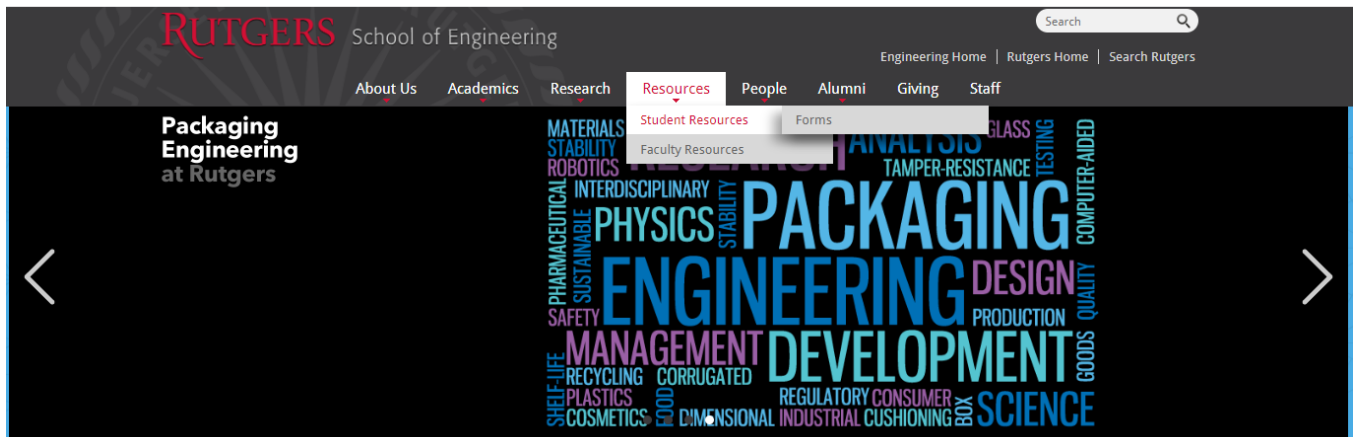 RUTGERS School of Engineering
Search
Engineering Home | Rutgers Home | Search Rutgers
About Us Academics Research Resources People Alumni Giving Staff
Student Resources Forms
Faculty Resources
Packaging
Engineering
at Rutgers
MATERIALS
STABILITY
ROBOTICS
RESEARCH
ANALYSIS
GLASS
TESTING
COMPUTER-AIDED
TAMPER-RESISTANCE
INTERDISCIPLINARY
STABILITY
PHARMACEUTICAL
SUSTAINABLE
PHYSICS
PACKAGING
ENGINEERING
DESIGN
QUALITY
SAFETY
PRODUCTION
MANAGEMENT
DEVELOPMENT
GOODS
SHELF-LIFE
RECYCLING
CORRUGATED
PLASTICS
FOOD
REGULATORY
CONSUMER
BOX
SCIENCE
COSMETICS
DIMENSIONAL
INDUSTRIAL
CUSHIONING